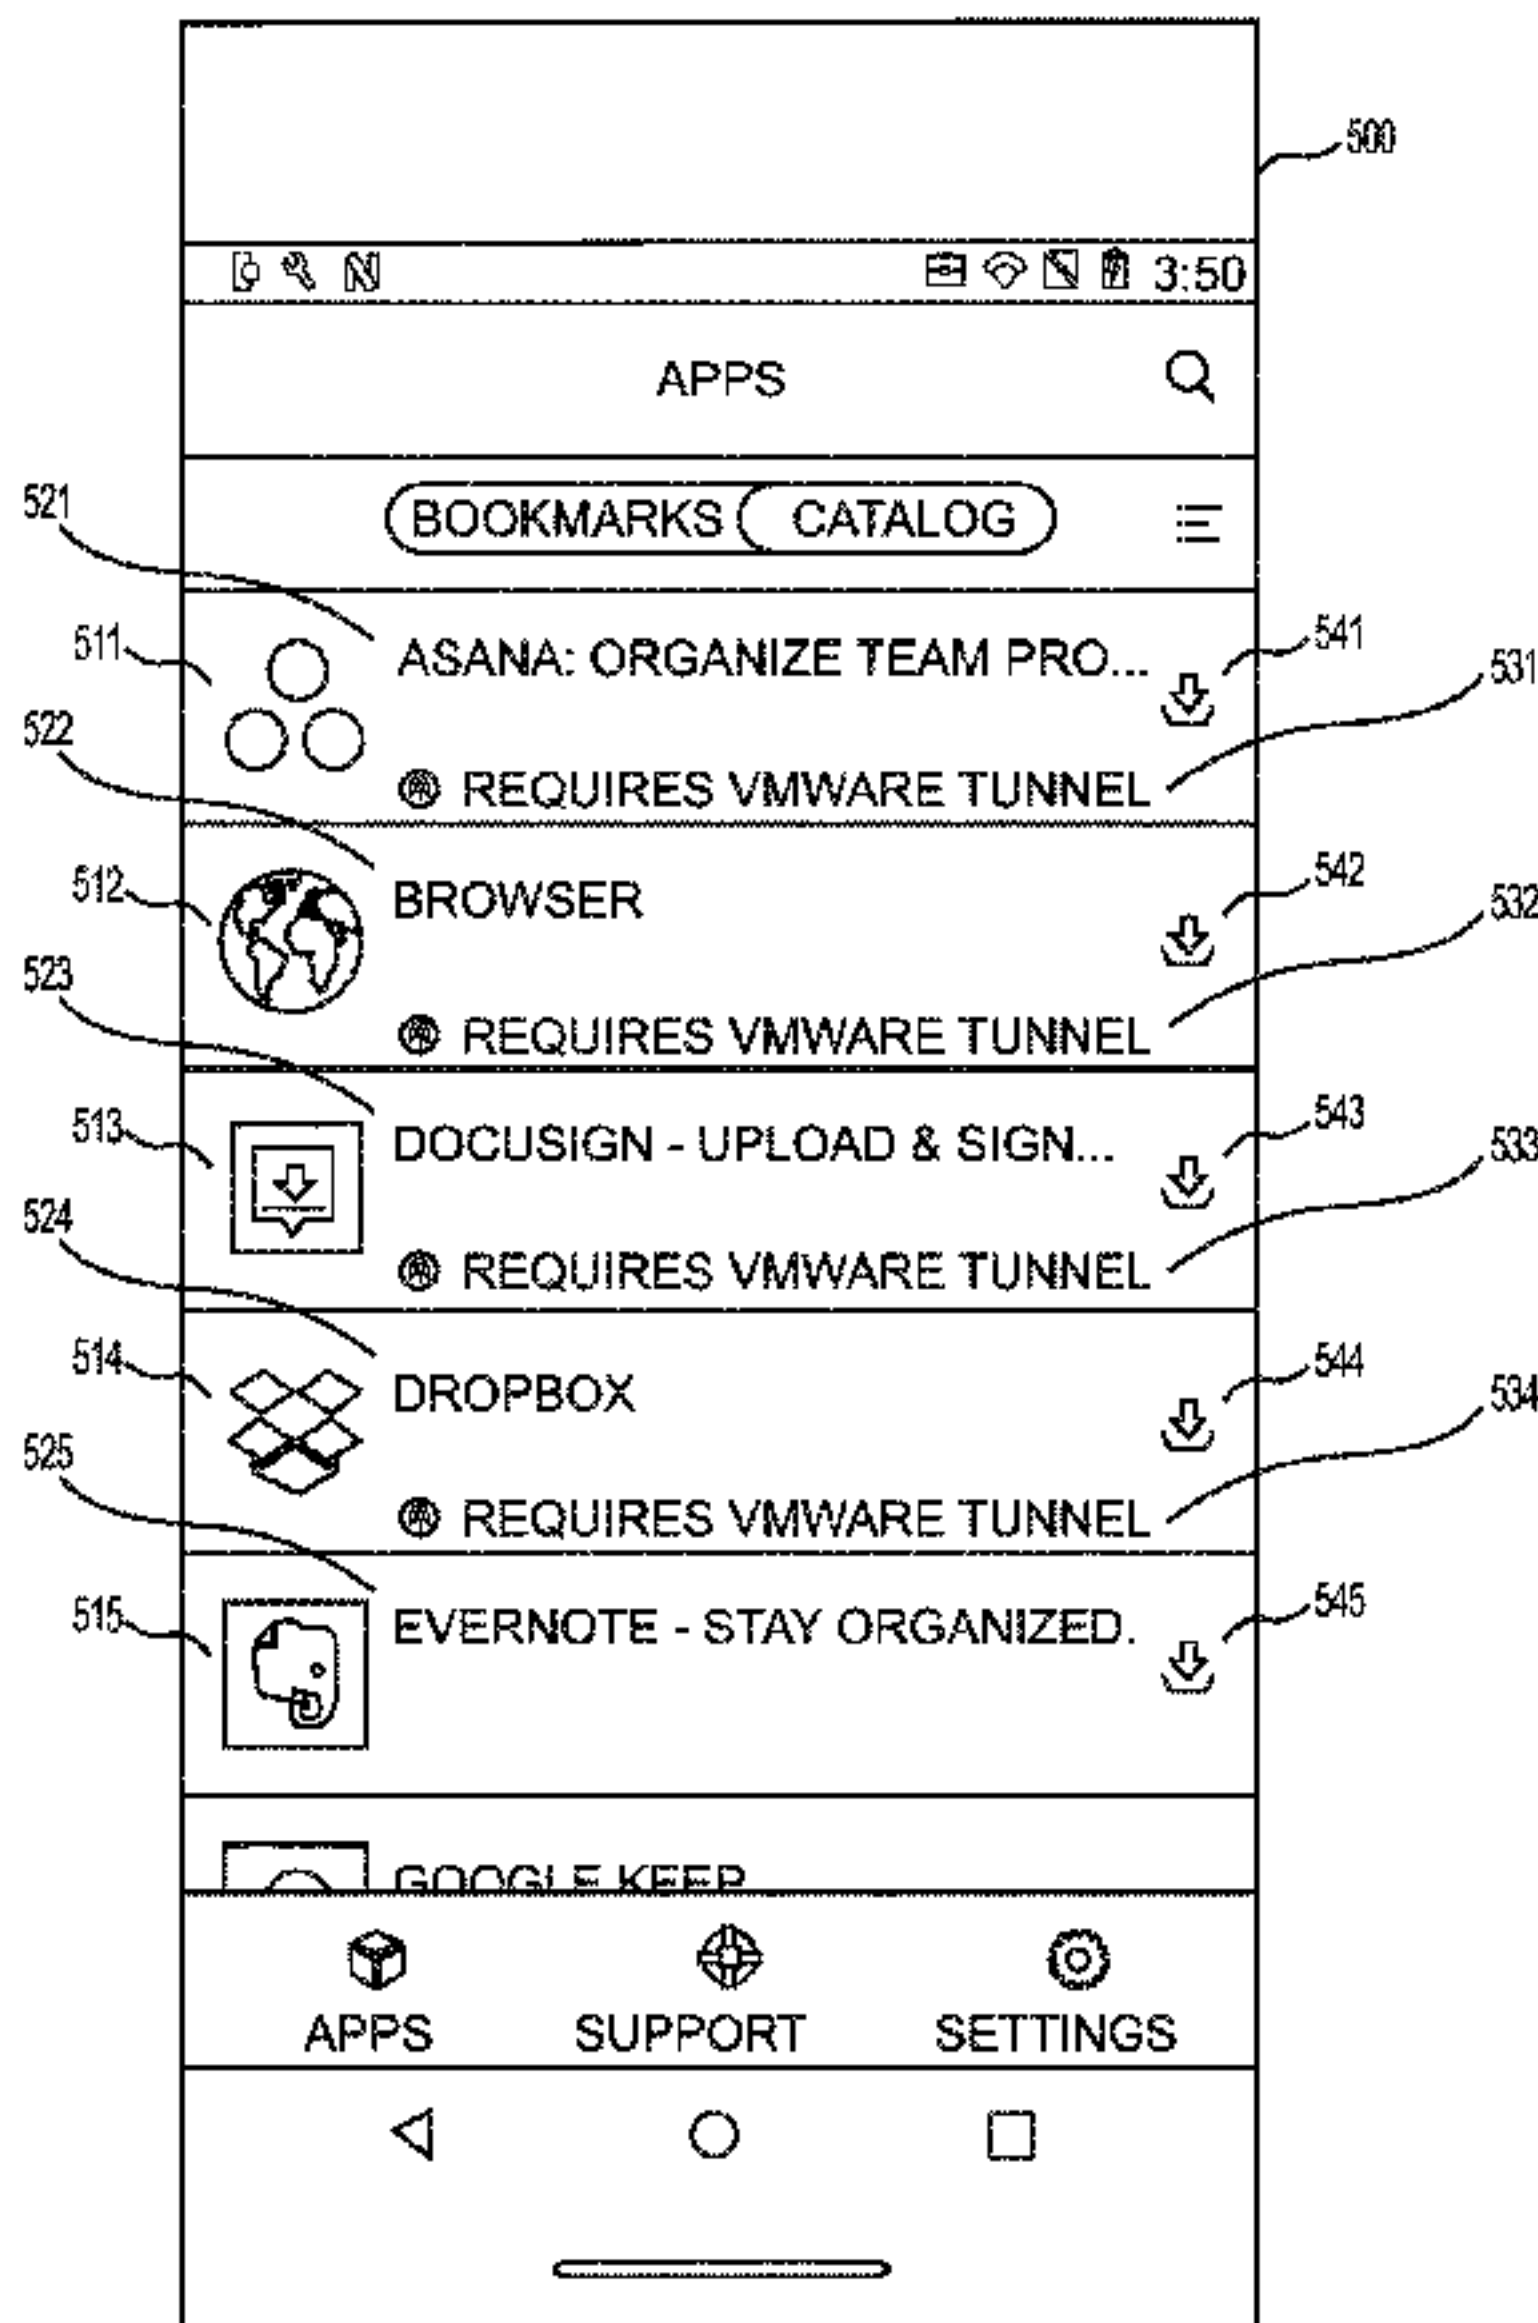 500
3:50
APPS
BOOKMARKS CATALOG
521
511 ASANA: ORGANIZE TEAM PRO... 541
531
522
REQUIRES VMWARE TUNNEL
512 BROWSER 542
532
523
REQUIRES VMWARE TUNNEL
513 DOCUSIGN - UPLOAD & SIGN... 543
533
524
REQUIRES VMWARE TUNNEL
514 DROPBOX 544
534
525
REQUIRES VMWARE TUNNEL
515 EVERNOTE - STAY ORGANIZED. 545
GOOGLE KEEP
APPS SUPPORT SETTINGS